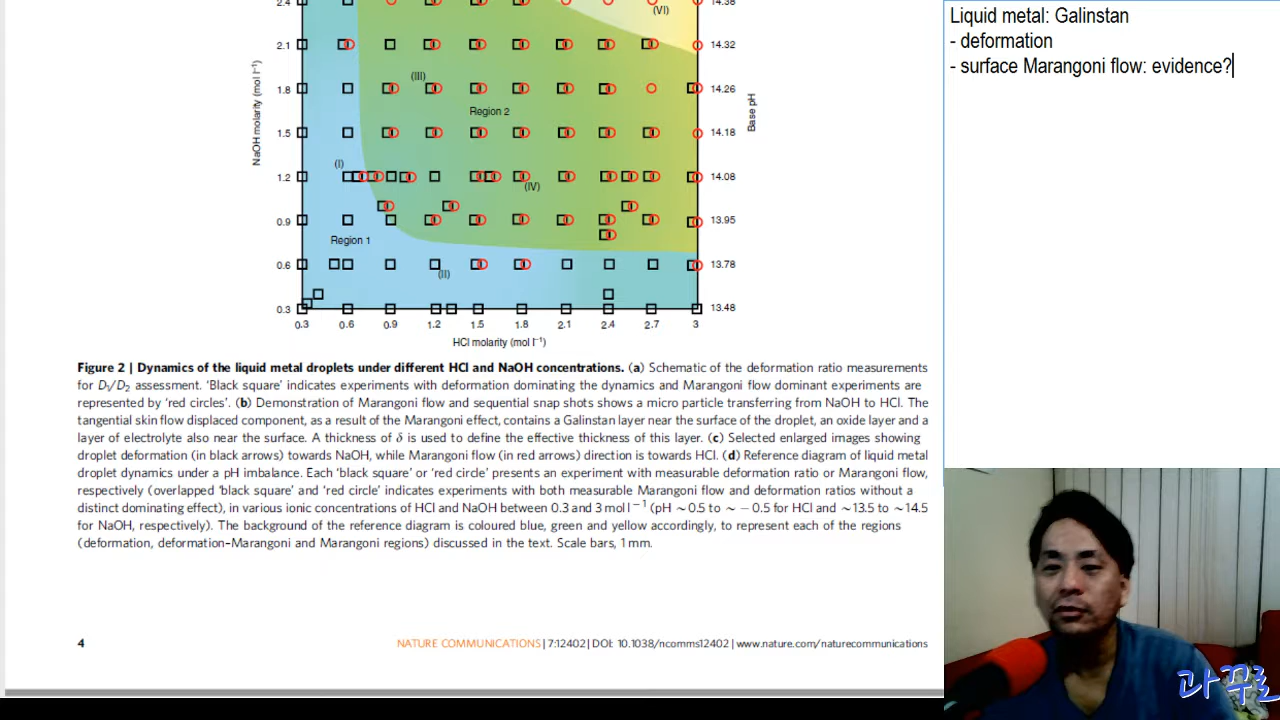 2.4
14.38
(VI)
2.1
14.32
(III)
1.8
14.26
Region 2
1.5
14.18
(I)
1.2
14.08
(IV)
0.9
13.95
Region 1
0.6
13.78
(II)
0.3
13.48
NaOH molarity (mol l⁻¹)
Base pH
0.3 0.6 0.9 1.2 1.5 1.8 2.1 2.4 2.7 3
HCl molarity (mol l⁻¹)
Figure 2 | Dynamics of the liquid metal droplets under different HCl and NaOH concentrations. (a) Schematic of the deformation ratio measurements
for D₁/D₂ assessment. ‘Black square’ indicates experiments with deformation dominating the dynamics and Marangoni flow dominant experiments are
represented by ‘red circles’. (b) Demonstration of Marangoni flow and sequential snap shots shows a micro particle transferring from NaOH to HCl. The
tangential skin flow displaced component, as a result of the Marangoni effect, contains a Galinstan layer near the surface of the droplet, an oxide layer and a
layer of electrolyte also near the surface. A thickness of δ is used to define the effective thickness of this layer. (c) Selected enlarged images showing
droplet deformation (in black arrows) towards NaOH, while Marangoni flow (in red arrows) direction is towards HCl. (d) Reference diagram of liquid metal
droplet dynamics under a pH imbalance. Each ‘black square’ or ‘red circle’ presents an experiment with measurable deformation ratio or Marangoni flow,
respectively (overlapped ‘black square’ and ‘red circle’ indicates experiments with both measurable Marangoni flow and deformation ratios without a
distinct dominating effect), in various ionic concentrations of HCl and NaOH between 0.3 and 3 mol l⁻¹ (pH ~0.5 to ~ − 0.5 for HCl and ~13.5 to ~14.5
for NaOH, respectively). The background of the reference diagram is coloured blue, green and yellow accordingly, to represent each of the regions
(deformation, deformation–Marangoni and Marangoni regions) discussed in the text. Scale bars, 1 mm.
4
NATURE COMMUNICATIONS | 7:12402 | DOI: 10.1038/ncomms12402 | www.nature.com/naturecommunications
Liquid metal: Galinstan
- deformation
- surface Marangoni flow: evidence?
과꾸로